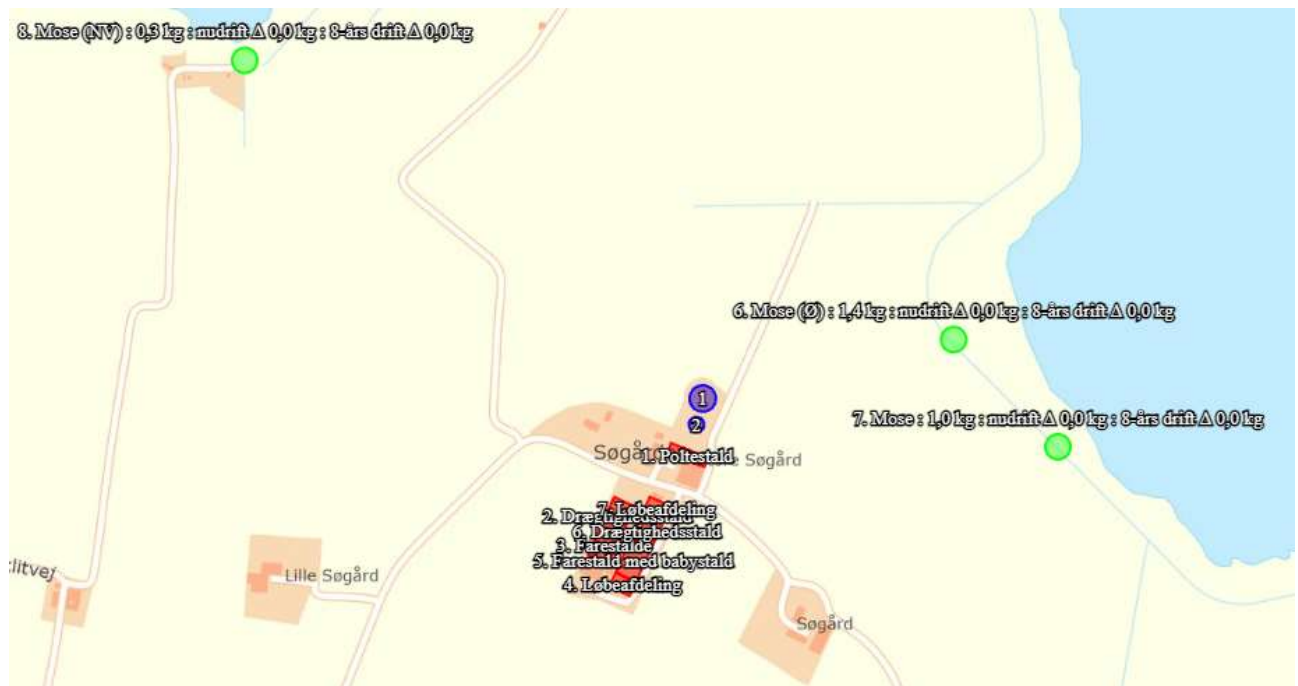 8. Mose (NV) : 0,3 kg : nudrift Δ 0,0 kg : 8-års drift Δ 0,0 kg
6. Mose (Ø) : 1,4 kg : nudrift Δ 0,0 kg : 8-års drift Δ 0,0 kg
1
2
7. Mose : 1,0 kg : nudrift Δ 0,0 kg : 8-års drift Δ 0,0 kg
Søgård
1. Poltestald
Søgård
7. Løbeafdeling
2. Drægtighedsstald
6. Drægtighedsstald
3. Farestalde
5. Farestald med babystald
4. Løbeafdeling
litvej
Lille Søgård
Søgård